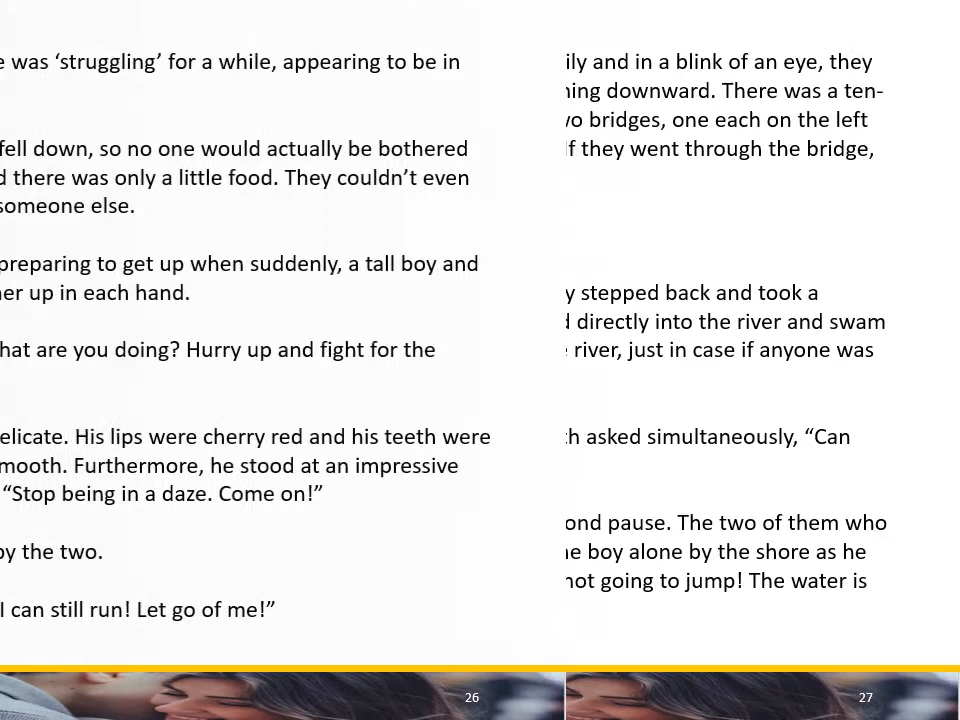 was ‘struggling’ for a while, appearing to be in
fell down, so no one would actually be bothered
there was only a little food. They couldn’t even
someone else.
preparing to get up when suddenly, a tall boy and
up in each hand.
are you doing? Hurry up and fight for the
His lips were cherry red and his teeth were
Furthermore, he stood at an impressive
“Stop being in a daze. Come on!”
by the two.
I can still run! Let go of me!”
26
and in a blink of an eye, they
downward. There was a ten-
bridges, one each on the left
If they went through the bridge,
stepped back and took a
directly into the river and swam
river, just in case if anyone was
asked simultaneously, “Can
pause. The two of them who
boy alone by the shore as he
not going to jump! The water is
27